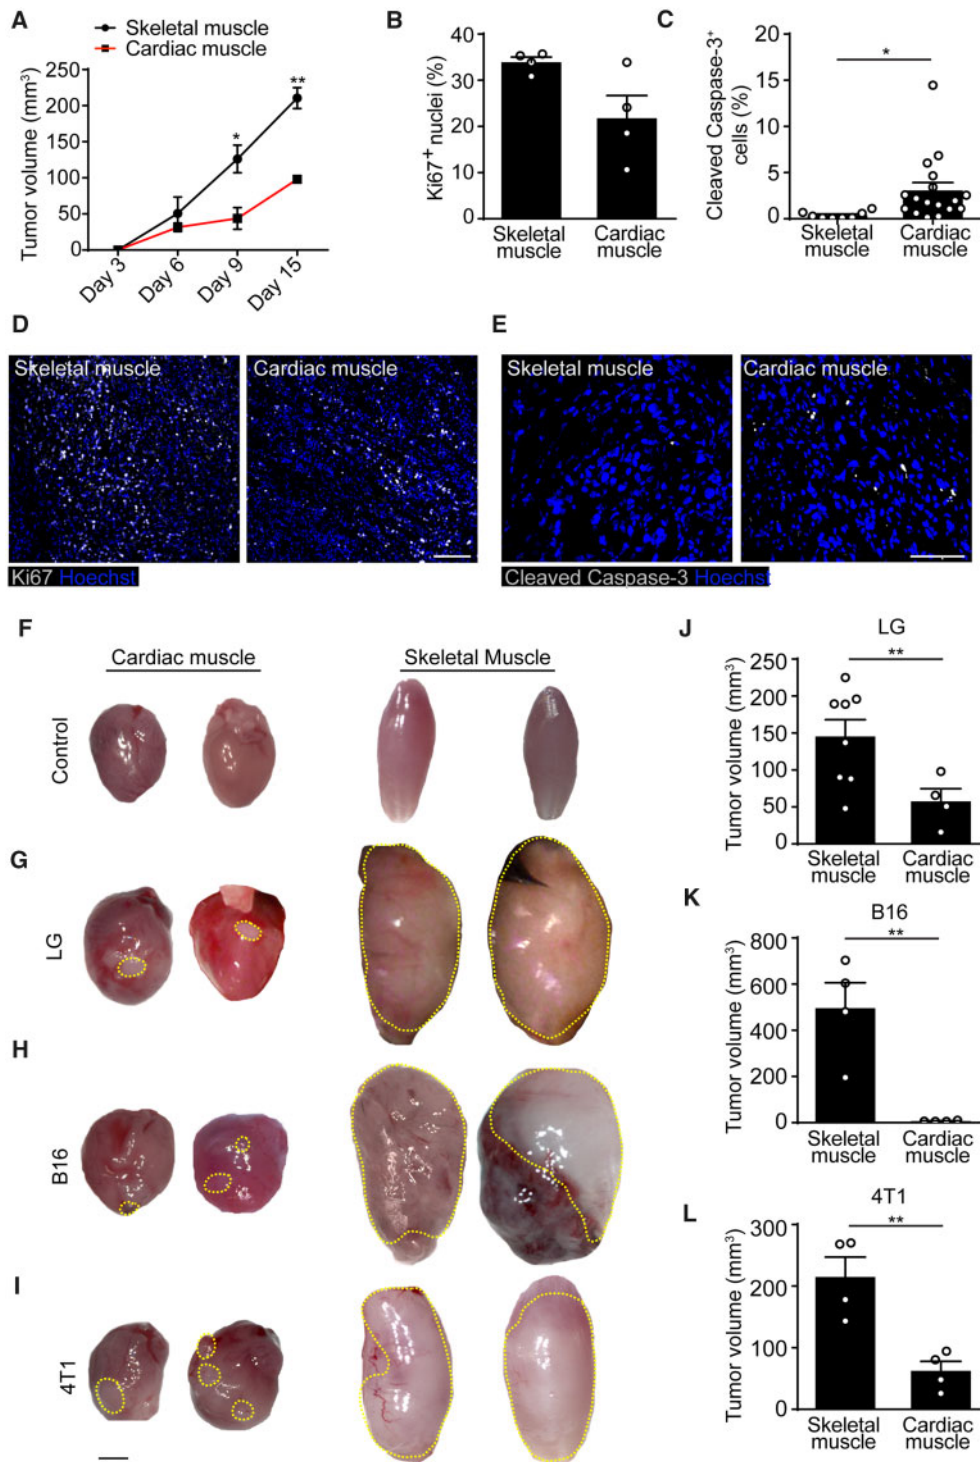 A
Skeletal muscle
Cardiac muscle
Tumor volume (mm³)
250
200
150
100
50
0
**
*
Day 3
Day 6
Day 9
Day 15
B
Ki67⁺ nuclei (%)
40
30
20
10
0
Skeletal muscle
Cardiac muscle
C
Cleaved Caspase-3⁺
cells (%)
20
15
10
5
0
*
Skeletal muscle
Cardiac muscle
D
Skeletal muscle
Cardiac muscle
Ki67 Hoechst
E
Skeletal muscle
Cardiac muscle
Cleaved Caspase-3 Hoechst
F
Cardiac muscle
Skeletal Muscle
Control
G
LG
H
B16
I
4T1
J
LG
**
Tumor volume (mm³)
250
200
150
100
50
0
Skeletal muscle
Cardiac muscle
K
B16
**
Tumor volume (mm³)
800
600
400
200
0
Skeletal muscle
Cardiac muscle
L
4T1
**
Tumor volume (mm³)
300
200
100
0
Skeletal muscle
Cardiac muscle